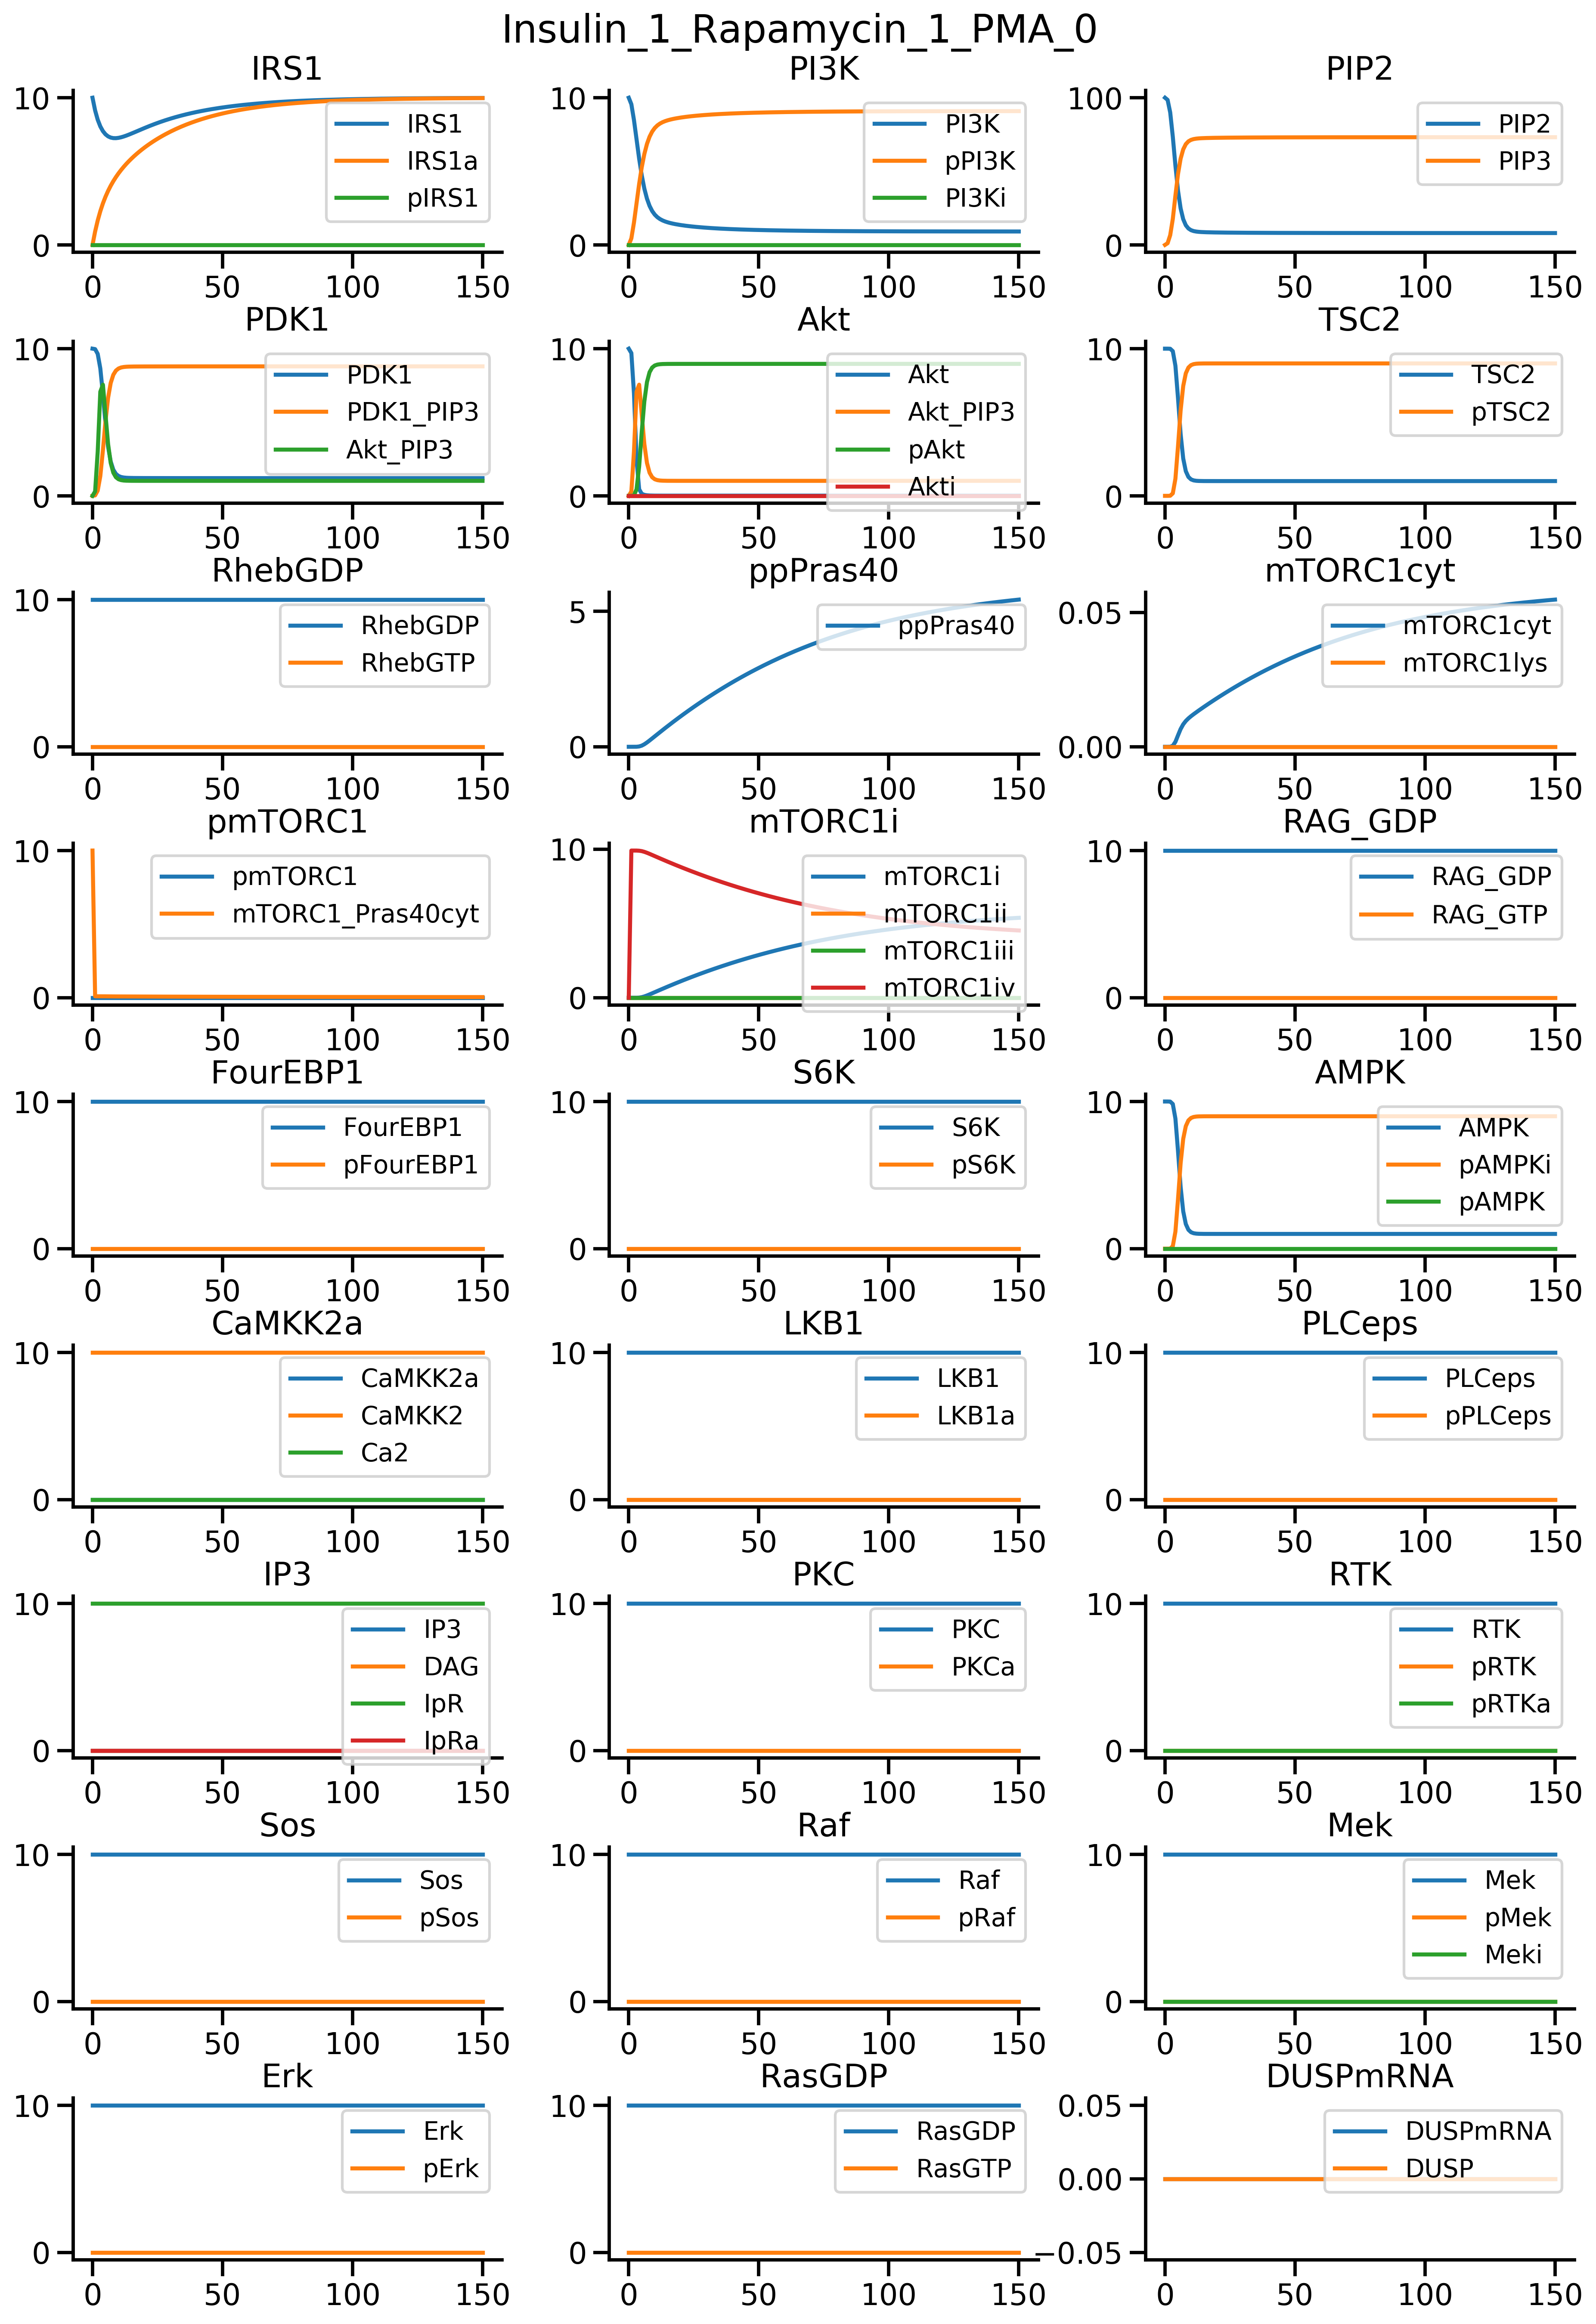 Insulin_1_Rapamycin_1_PMA_0
IRS1
10
0
0 50 100 150
IRS1
IRS1a
pIRS1
PI3K
10
0
0 50 100 150
PI3K
pPI3K
PI3Ki
PIP2
100
0
0 50 100 150
PIP2
PIP3
PDK1
10
0
0 50 100 150
PDK1
PDK1_PIP3
Akt_PIP3
Akt
10
0
0 50 100 150
Akt
Akt_PIP3
pAkt
Akti
TSC2
10
0
0 50 100 150
TSC2
pTSC2
RhebGDP
10
0
0 50 100 150
RhebGDP
RhebGTP
ppPras40
5
0
0 50 100 150
ppPras40
mTORC1cyt
0.05
0.00
0 50 100 150
mTORC1cyt
mTORC1lys
pmTORC1
10
0
0 50 100 150
pmTORC1
mTORC1_Pras40cyt
mTORC1i
10
0
0 50 100 150
mTORC1i
mTORC1ii
mTORC1iii
mTORC1iv
RAG_GDP
10
0
0 50 100 150
RAG_GDP
RAG_GTP
FourEBP1
10
0
0 50 100 150
FourEBP1
pFourEBP1
S6K
10
0
0 50 100 150
S6K
pS6K
AMPK
10
0
0 50 100 150
AMPK
pAMPKi
pAMPK
CaMKK2a
10
0
0 50 100 150
CaMKK2a
CaMKK2
Ca2
LKB1
10
0
0 50 100 150
LKB1
LKB1a
PLCeps
10
0
0 50 100 150
PLCeps
pPLCeps
IP3
10
0
0 50 100 150
IP3
DAG
IpR
IpRa
PKC
10
0
0 50 100 150
PKC
PKCa
RTK
10
0
0 50 100 150
RTK
pRTK
pRTKa
Sos
10
0
0 50 100 150
Sos
pSos
Raf
10
0
0 50 100 150
Raf
pRaf
Mek
10
0
0 50 100 150
Mek
pMek
Meki
Erk
10
0
0 50 100 150
Erk
pErk
RasGDP
10
0
0 50 100 150
RasGDP
RasGTP
DUSPmRNA
0.05
0.00
−0.05
0 50 100 150
DUSPmRNA
DUSP